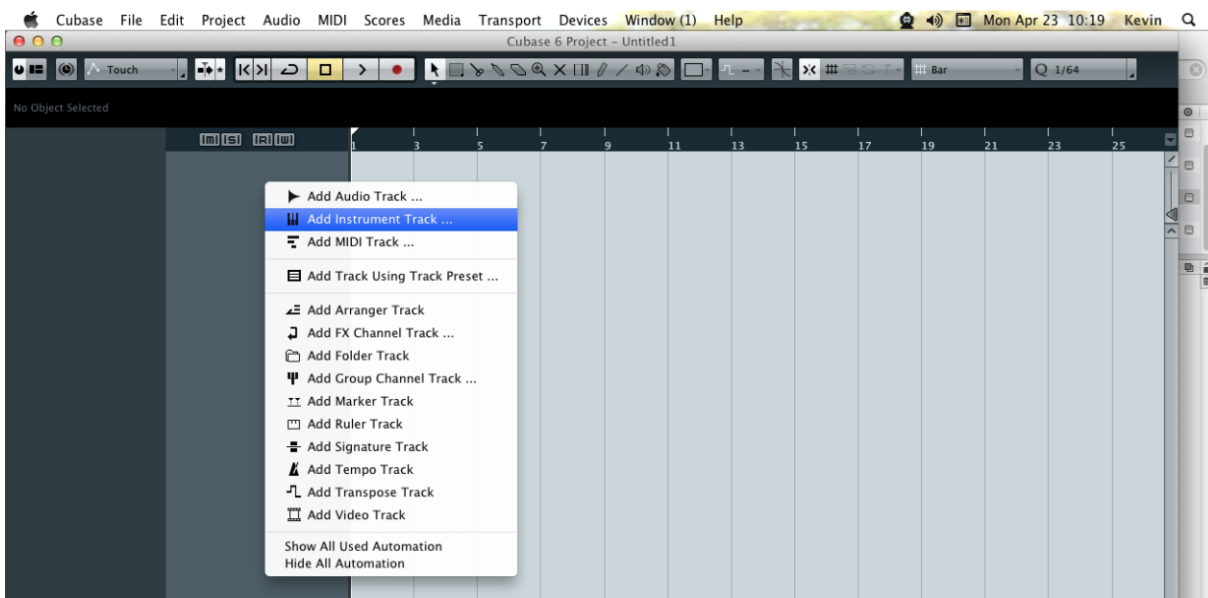 Cubase File Edit Project Audio MIDI Scores Media Transport Devices Window (1) Help Mon Apr 23 10:19 Kevin
Cubase 6 Project - Untitled1
Touch Bar Q 1/64
No Object Selected
M S R W 1 3 5 7 9 11 13 15 17 19 21 23 25
Add Audio Track ...
Add Instrument Track ...
Add MIDI Track ...
Add Track Using Track Preset ...
Add Arranger Track
Add FX Channel Track ...
Add Folder Track
Add Group Channel Track ...
Add Marker Track
Add Ruler Track
Add Signature Track
Add Tempo Track
Add Transpose Track
Add Video Track
Show All Used Automation
Hide All Automation